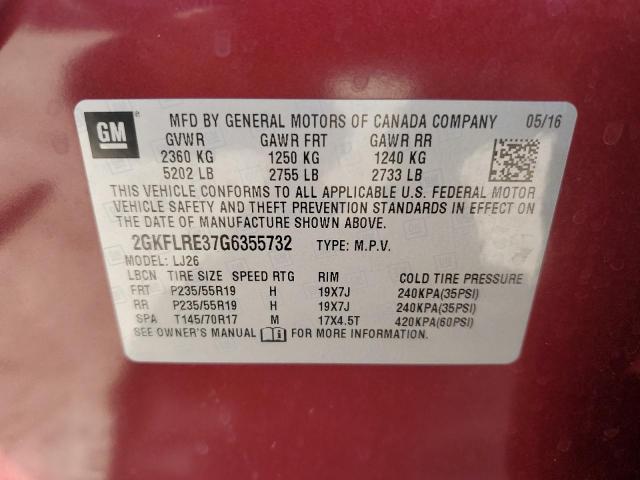 GM
MFD BY GENERAL MOTORS OF CANADA COMPANY 05/16
GVWR GAWR FRT GAWR RR
2360 KG 1250 KG 1240 KG
5202 LB 2755 LB 2733 LB
THIS VEHICLE CONFORMS TO ALL APPLICABLE U.S. FEDERAL MOTOR
VEHICLE SAFETY AND THEFT PREVENTION STANDARDS IN EFFECT ON
THE DATE OF MANUFACTURE SHOWN ABOVE.
2GKFLRE37G6355732 TYPE: M.P.V.
MODEL: LJ26
LBCN TIRE SIZE SPEED RTG RIM COLD TIRE PRESSURE
FRT P235/55R19 H 19X7J 240KPA(35PSI)
RR P235/55R19 H 19X7J 240KPA(35PSI)
SPA T145/70R17 M 17X4.5T 420KPA(60PSI)
SEE OWNER'S MANUAL FOR MORE INFORMATION.